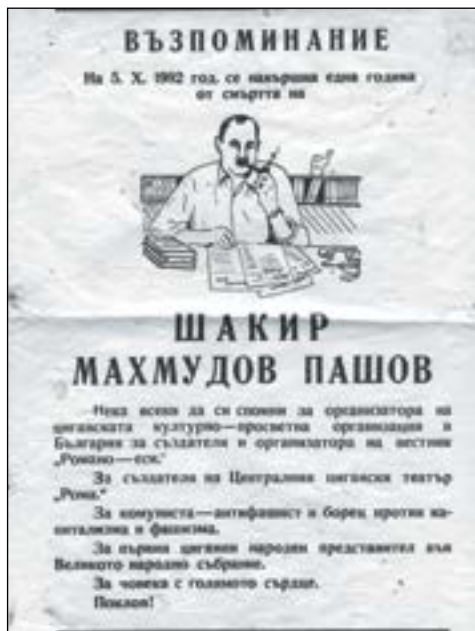 ВЪЗПОМИНАНИЕ
На 5. X. 1982 год. се навършва една година
от смъртта на
ШАКИР
МАХМУДОВ ПАШОВ
Нека всеки да си спомни за организатора на
циганската културно—просветна организация в
България за създателя и организатора на вестник
„Романо—еси.“
За създателя на Централния цигански театър
„Рома.“
За комуниста—антифашист и борец против ка-
питализма и фашизма.
За първия циганин народен представител във
Великото народно събрание.
За човека с голямото сърце.
Поклон!